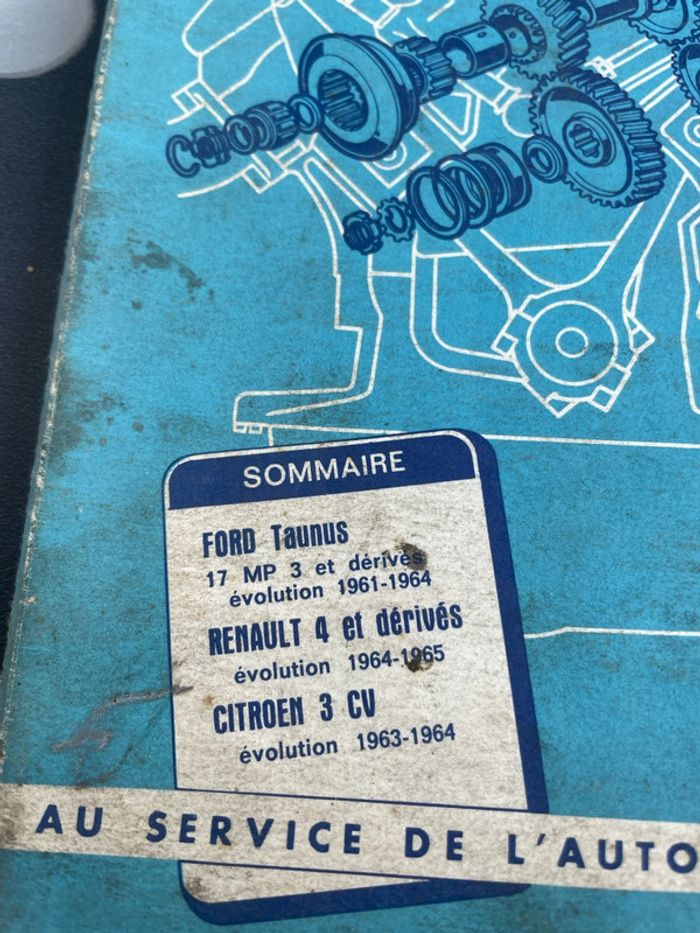 SOMMAIRE
FORD Taunus
17 MP 3 et dérivés
évolution 1961-1964
RENAULT 4 et dérivés
évolution 1964-1965
CITROEN 3 CV
évolution 1963-1964
AU SERVICE DE L'AUTO